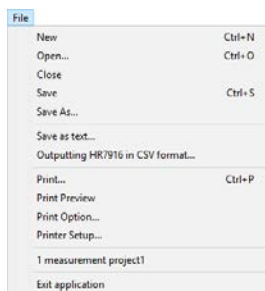 File
New Ctrl+N
Open... Ctrl+O
Close
Save Ctrl+S
Save As...
Save as text...
Outputting HR7916 in CSV format...
Print... Ctrl+P
Print Preview
Print Option...
Printer Setup...
1 measurement project1
Exit application